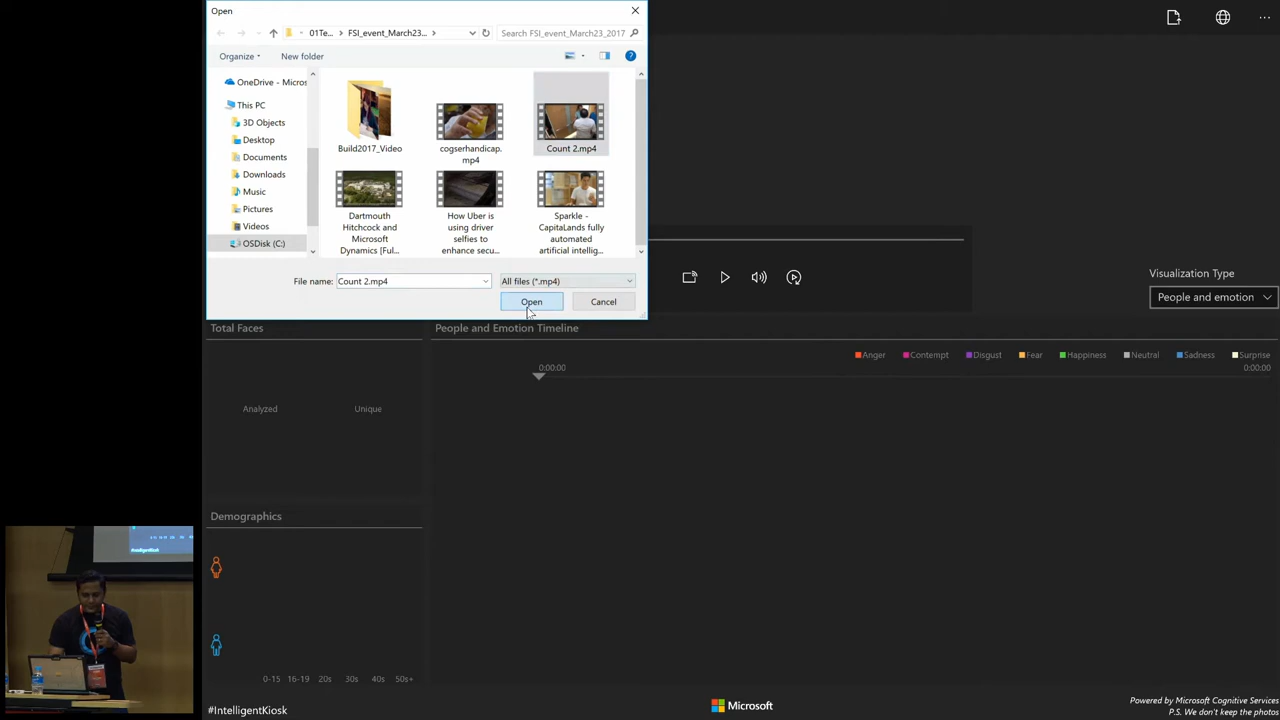 Open
01Te...
FSI_event_March23...
Search FSI_event_March23_2017
Organize
New folder
OneDrive - Micros
This PC
3D Objects
Desktop
Documents
Downloads
Music
Pictures
Videos
OSDisk (C:)
Build2017_Video
cogserhandicap.
mp4
Count 2.mp4
Dartmouth
Hitchcock and
Microsoft
Dynamics [Ful...
How Uber is
using driver
selfies to
enhance secu...
Sparkle -
CapitaLands fully
automated
artificial intellig...
File name:
Count 2.mp4
All files (*.mp4)
Open
Cancel
Visualization Type
People and emotion
Total Faces
Analyzed
Unique
People and Emotion Timeline
Anger
Contempt
Disgust
Fear
Happiness
Neutral
Sadness
Surprise
0:00:00
0:00:00
Demographics
0-15 16-19 20s 30s 40s 50s+
#IntelligentKiosk
Microsoft
Powered by Microsoft Cognitive Services
P.S. We don't keep the photos
#IntelligentKiosk